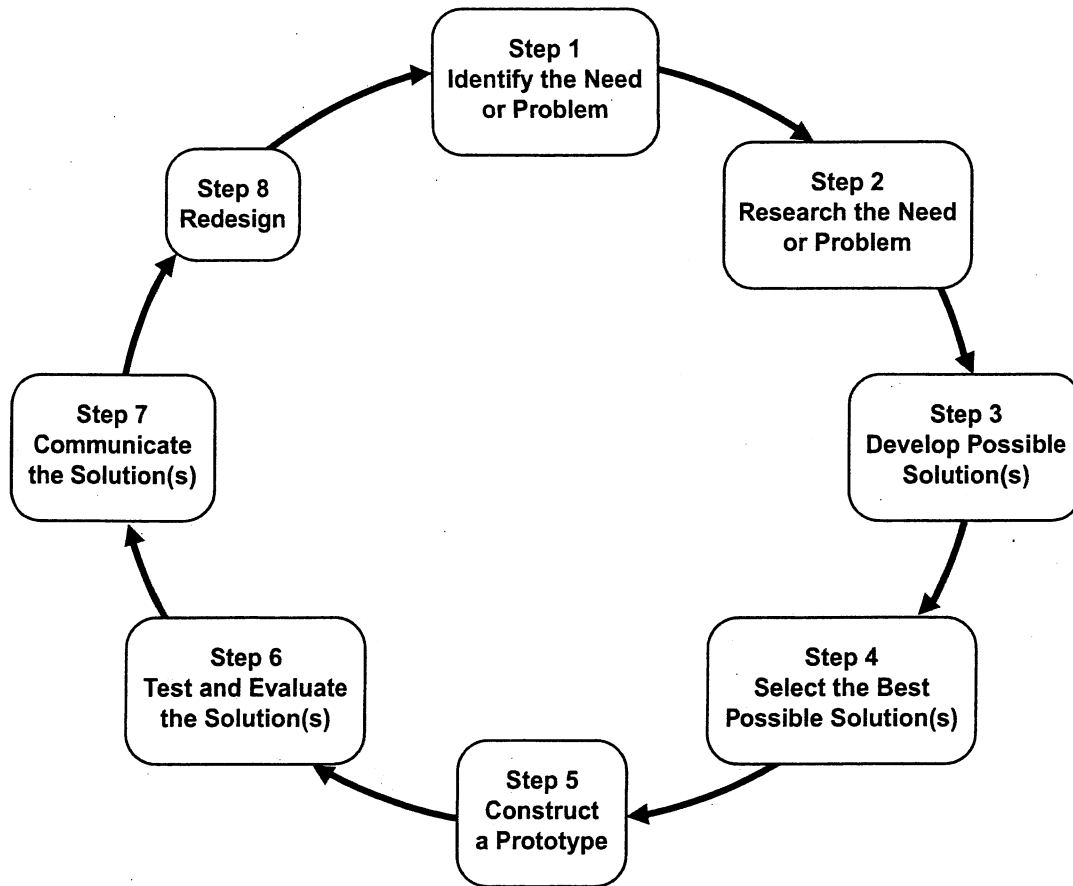 Step 1
Identify the Need
or Problem
Step 2
Research the Need
or Problem
Step 3
Develop Possible
Solution(s)
Step 4
Select the Best
Possible Solution(s)
Step 5
Construct
a Prototype
Step 6
Test and Evaluate
the Solution(s)
Step 7
Communicate
the Solution(s)
Step 8
Redesign